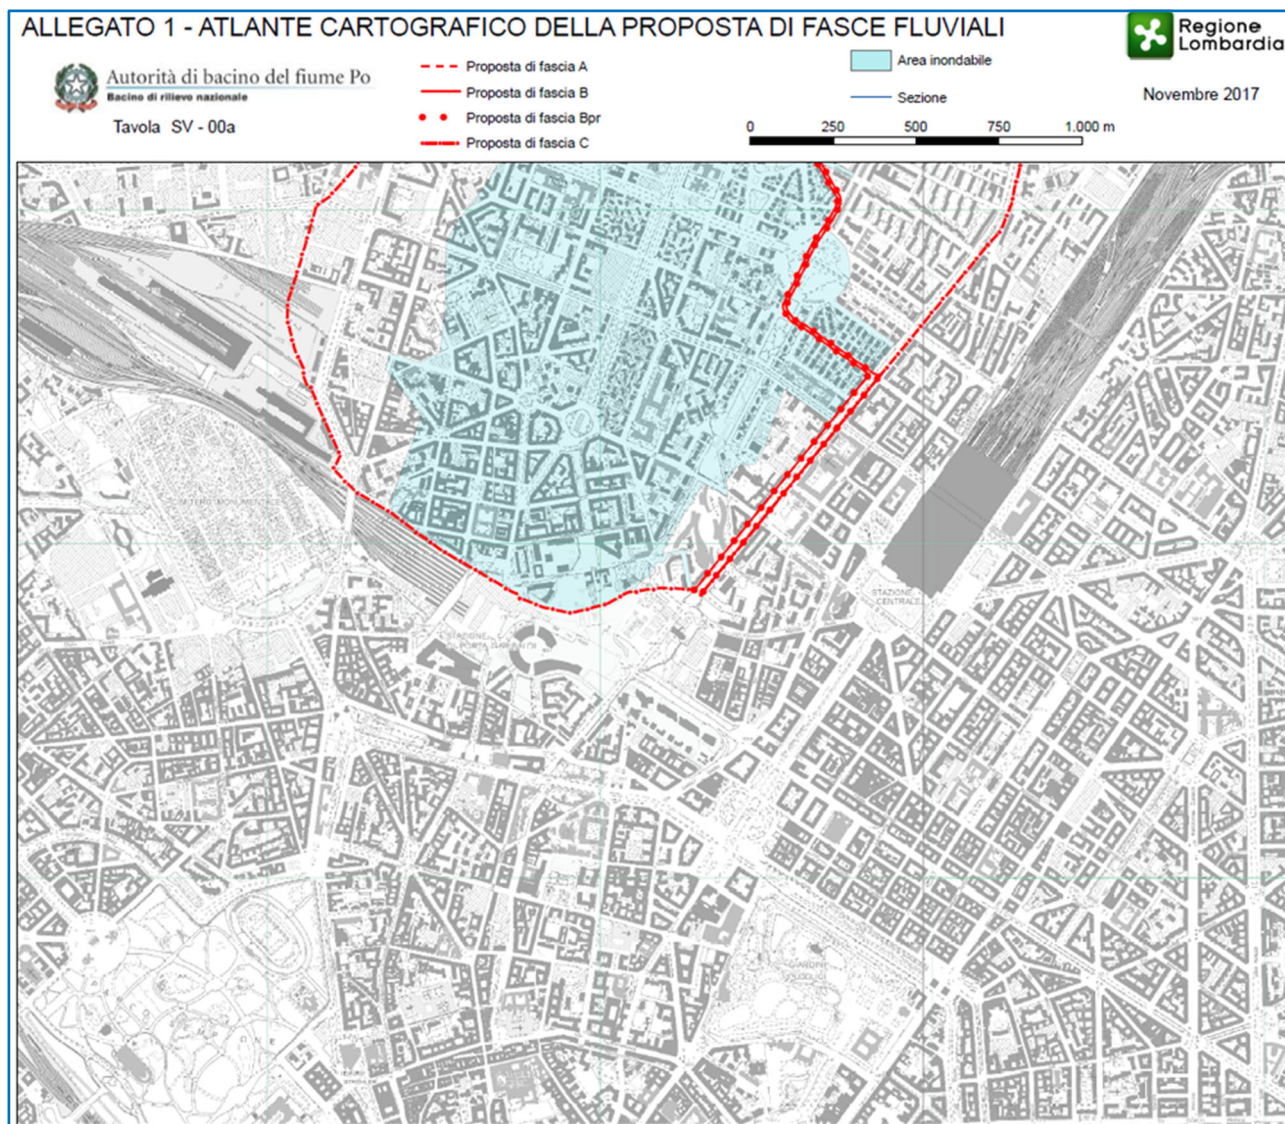 ALLEGATO 1 - ATLANTE CARTOGRAFICO DELLA PROPOSTA DI FASCE FLUVIALI
Regione
Lombardia
Autorità di bacino del fiume Po
Bacino di rilievo nazionale
Tavola SV - 00a
Proposta di fascia A
Proposta di fascia B
Proposta di fascia Bpr
Proposta di fascia C
Area inondabile
Sezione
Novembre 2017
0 250 500 750 1.000 m
STAZIONE
CENTRALE
STAZIONE